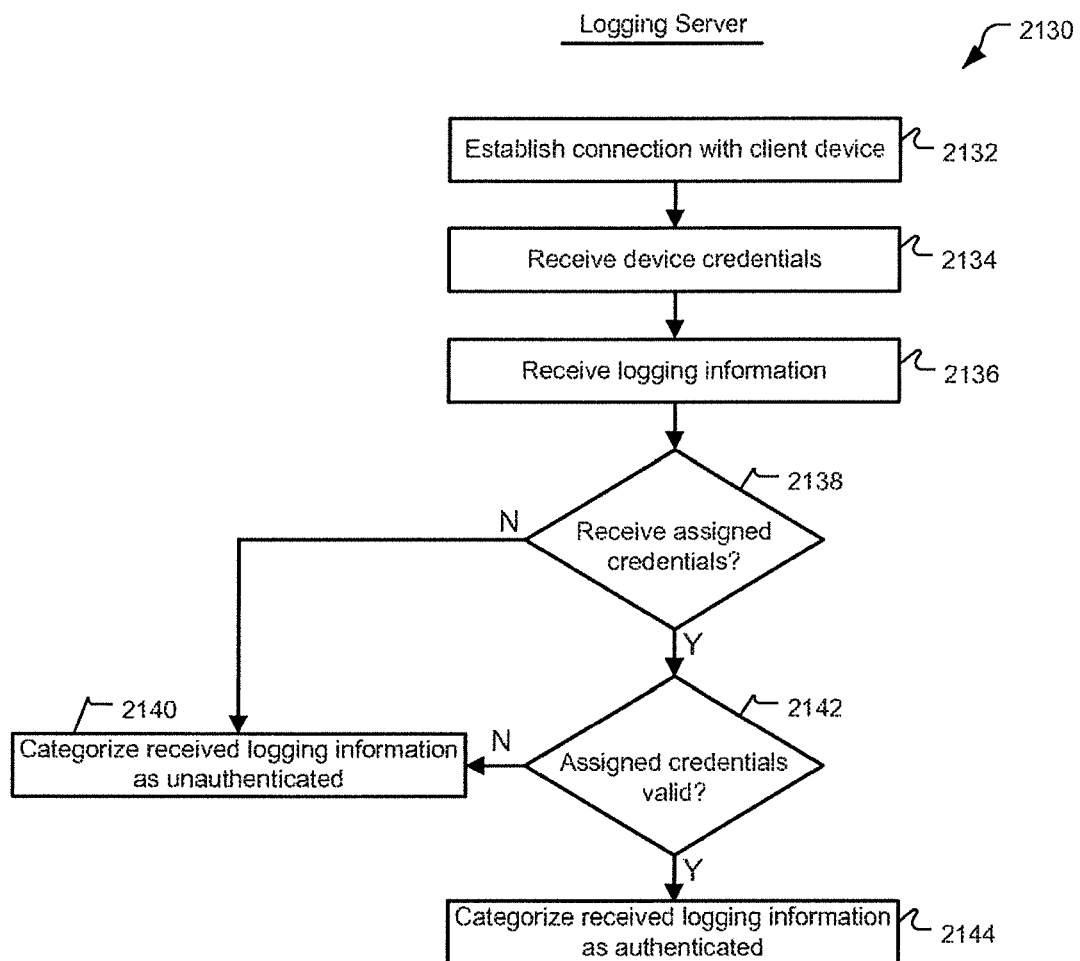 Logging Server
2130
Establish connection with client device
2132
Receive device credentials
2134
Receive logging information
2136
2138
N
Receive assigned
credentials?
Y
2140
2142
Categorize received logging information
as unauthenticated
N
Assigned credentials
valid?
Y
Categorize received logging information
as authenticated
2144